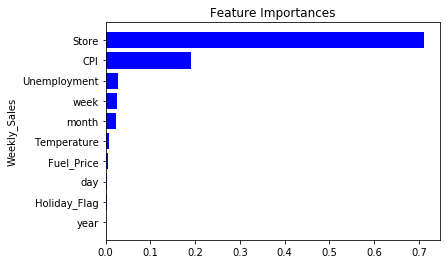 Feature Importances
Weekly_Sales
Store
CPI
Unemployment
week
month
Temperature
Fuel_Price
day
Holiday_Flag
year
0.0 0.1 0.2 0.3 0.4 0.5 0.6 0.7